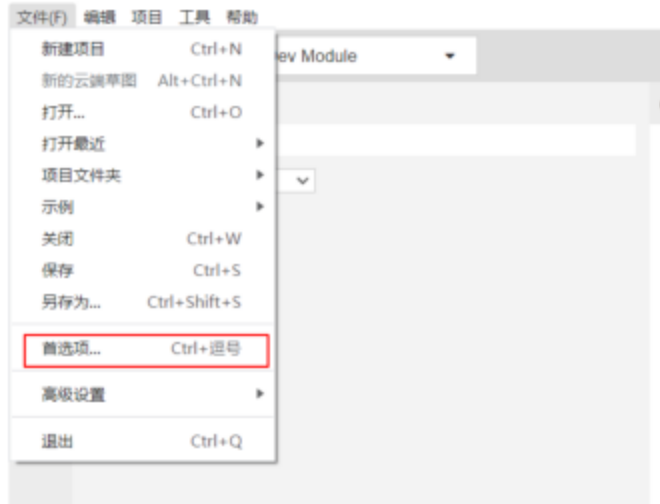 文件(F) 编辑 项目 工具 帮助
新建项目 Ctrl+N
ev Module
新的云端草图 Alt+Ctrl+N
打开... Ctrl+O
打开最近
项目文件夹
示例
关闭 Ctrl+W
保存 Ctrl+S
另存为... Ctrl+Shift+S
首选项... Ctrl+逗号
高级设置
退出 Ctrl+Q